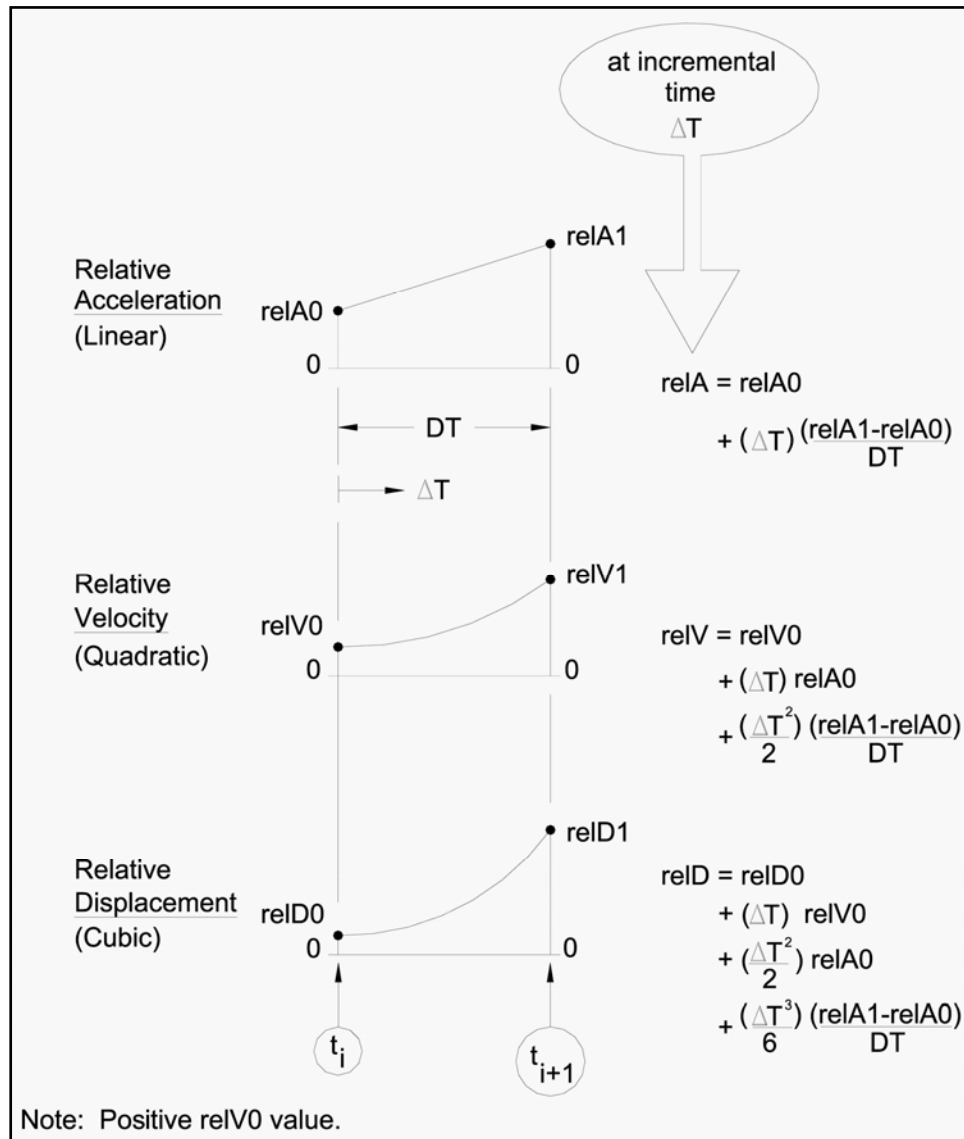 at incremental
time
ΔT
Relative
Acceleration
(Linear)
relA0
relA1
0
0
relA = relA0
+ (ΔT) (relA1-relA0)
DT
DT
ΔT
Relative
Velocity
(Quadratic)
relV0
relV1
0
0
relV = relV0
+ (ΔT) relA0
+ (ΔT²/2) (relA1-relA0)/DT
Relative
Displacement
(Cubic)
relD0
relD1
0
0
relD = relD0
+ (ΔT) relV0
+ (ΔT²/2) relA0
+ (ΔT³/6) (relA1-relA0)/DT
t_i
t_i+1
Note: Positive relV0 value.